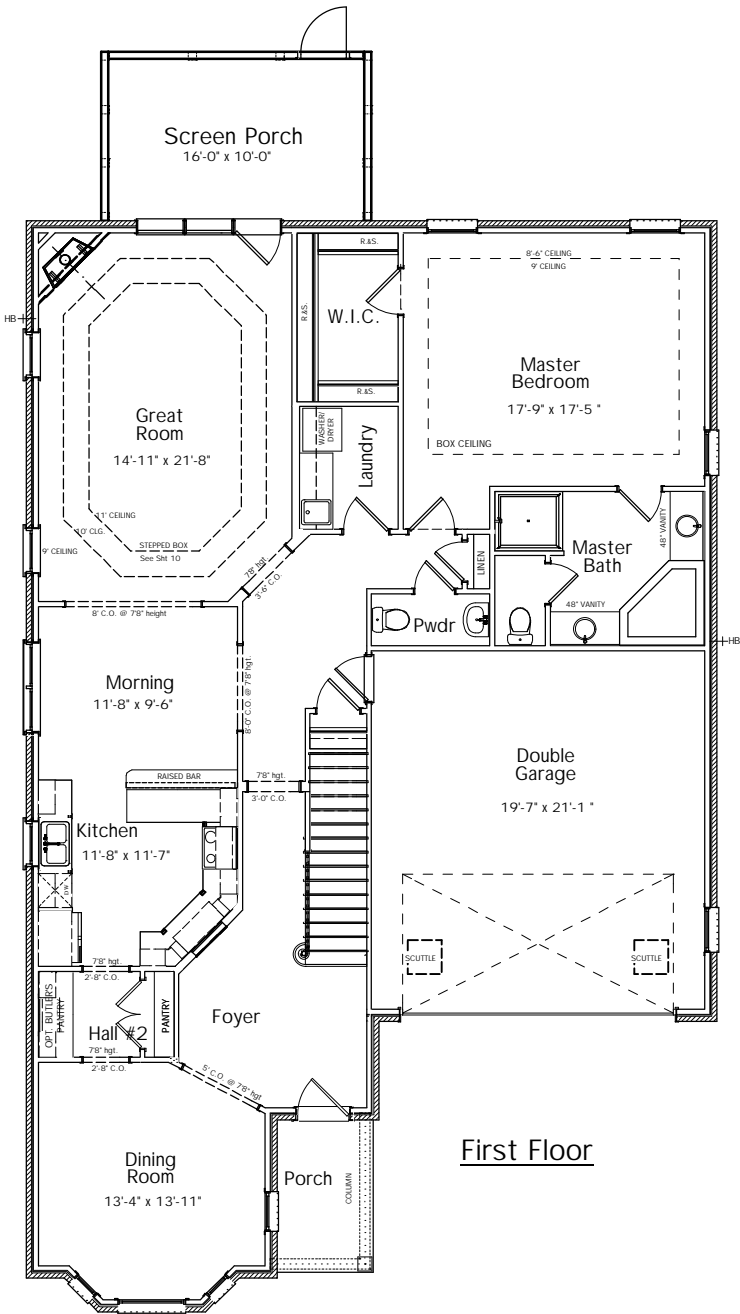 Screen Porch
16'-0" x 10'-0"
R.&S.
8'-6" CEILING
9' CEILING
HB
R.&S.
W.I.C.
Master
Bedroom
17'-9" x 17'-5 "
R.&S.
Great
Room
14'-11" x 21'-8"
WASHER/
DRYER
Laundry
BOX CEILING
11' CEILING
10' CLG.
9' CEILING
STEPPED BOX
See Sht 10
7'8" hgt.
3'-6" C.O.
LINEN
48" VANITY
Master
Bath
48" VANITY
8' C.O. @ 7'8" height
Pwdr
HB
Morning
11'-8" x 9'-6"
8'-0" C.O. @ 7'8" hgt.
RAISED BAR
7'8" hgt.
3'-0" C.O.
Double
Garage
19'-7" x 21'-1 "
Kitchen
11'-8" x 11'-7"
DW
SCUTTLE
SCUTTLE
7'8" hgt.
2'-8" C.O.
OPT. BUTLER'S
PANTRY
Hall #2
PANTRY
Foyer
7'8" hgt.
2'-8" C.O.
5' C.O. @ 7'8" hgt
Dining
Room
13'-4" x 13'-11"
Porch
COLUMN
First Floor